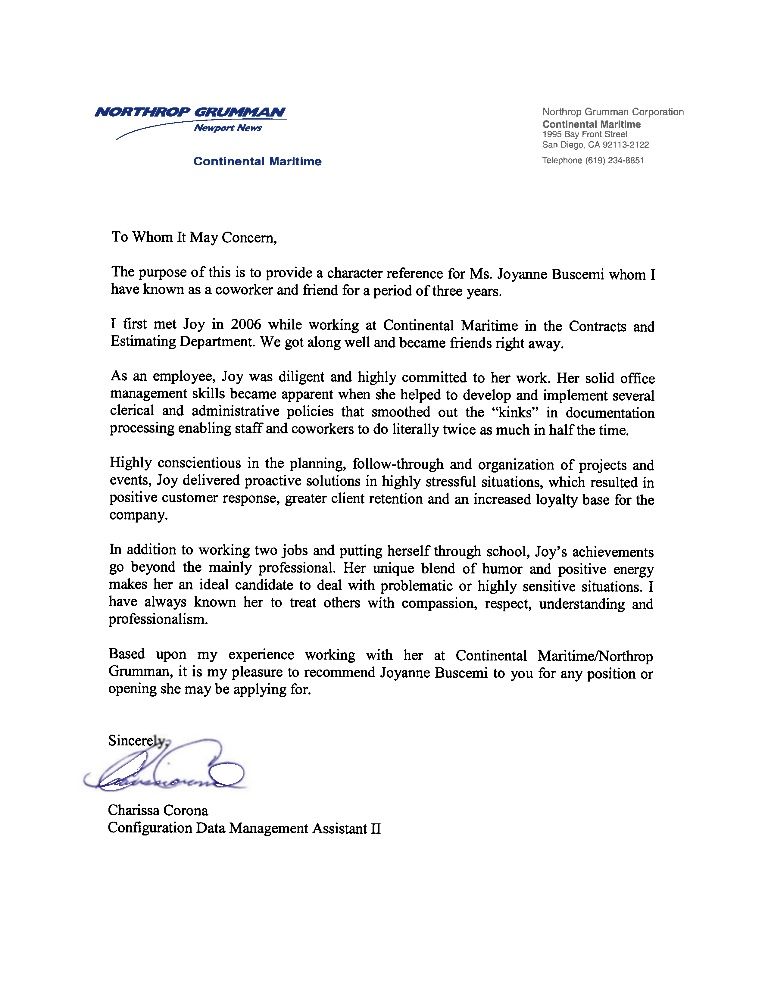 NORTHROP GRUMMAN
Newport News
Continental Maritime
Northrop Grumman Corporation
Continental Maritime
1995 Bay Front Street
San Diego, CA 92113-2122
Telephone (619) 234-8851
To Whom It May Concern,
The purpose of this is to provide a character reference for Ms. Joyanne Buscemi whom I
have known as a coworker and friend for a period of three years.
I first met Joy in 2006 while working at Continental Maritime in the Contracts and
Estimating Department. We got along well and became friends right away.
As an employee, Joy was diligent and highly committed to her work. Her solid office
management skills became apparent when she helped to develop and implement several
clerical and administrative policies that smoothed out the “kinks” in documentation
processing enabling staff and coworkers to do literally twice as much in half the time.
Highly conscientious in the planning, follow-through and organization of projects and
events, Joy delivered proactive solutions in highly stressful situations, which resulted in
positive customer response, greater client retention and an increased loyalty base for the
company.
In addition to working two jobs and putting herself through school, Joy’s achievements
go beyond the mainly professional. Her unique blend of humor and positive energy
makes her an ideal candidate to deal with problematic or highly sensitive situations. I
have always known her to treat others with compassion, respect, understanding and
professionalism.
Based upon my experience working with her at Continental Maritime/Northrop
Grumman, it is my pleasure to recommend Joyanne Buscemi to you for any position or
opening she may be applying for.
Sincerely,
Charissa Corona
Configuration Data Management Assistant II